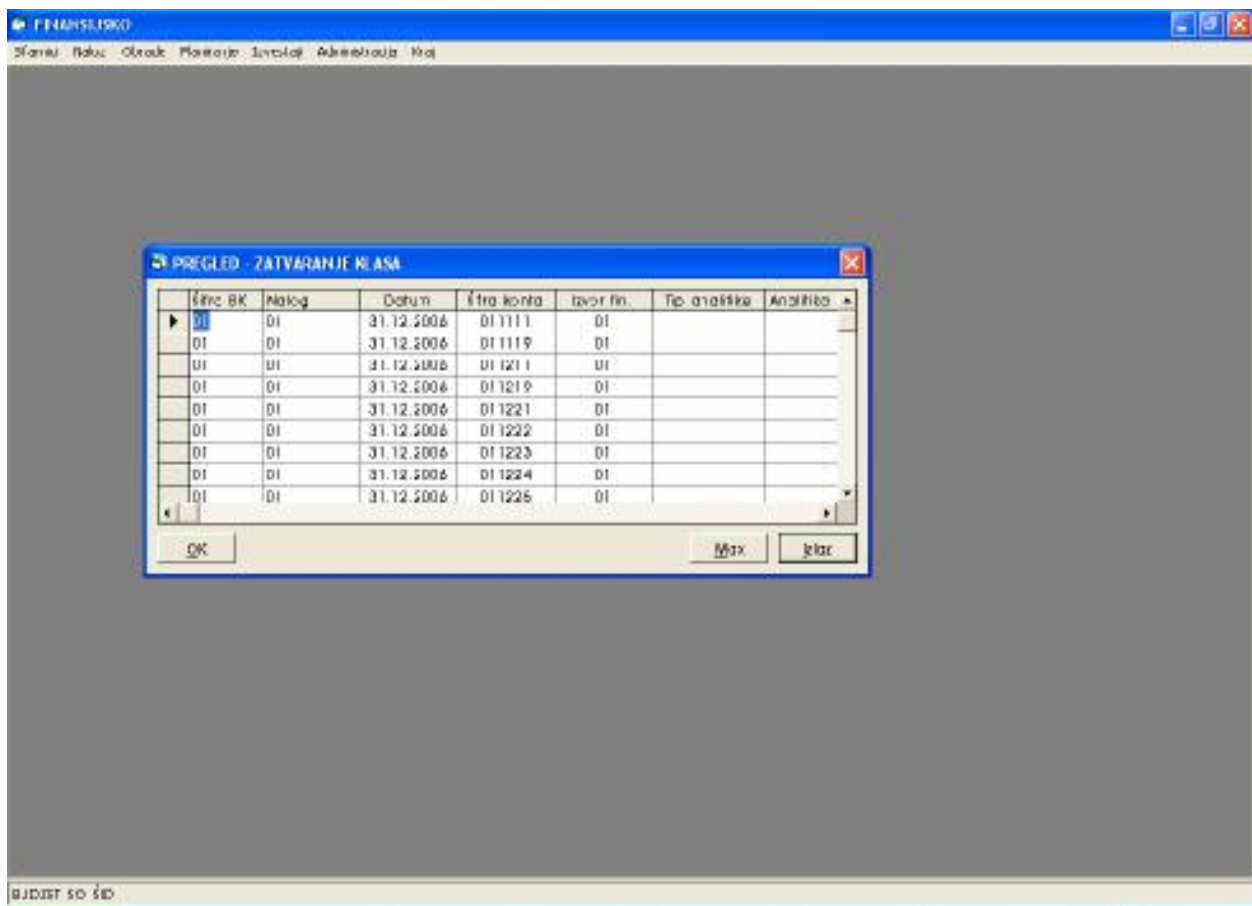 FINANSIJSKO
Nalozi Obrade Planiranje Izvestaji Administracija Kraj
PREGLED - ZATVARANJE KLASA
Šifra BK Nalog Datum Šifra konta Izvor fin. Tip analitike Analitika
01 01 31.12.2006 011111 01
01 01 31.12.2006 011119 01
01 01 31.12.2006 011211 01
01 01 31.12.2006 011219 01
01 01 31.12.2006 011221 01
01 01 31.12.2006 011222 01
01 01 31.12.2006 011223 01
01 01 31.12.2006 011224 01
01 01 31.12.2006 011225 01
OK Max Izlaz
BUDZET SO ŠID